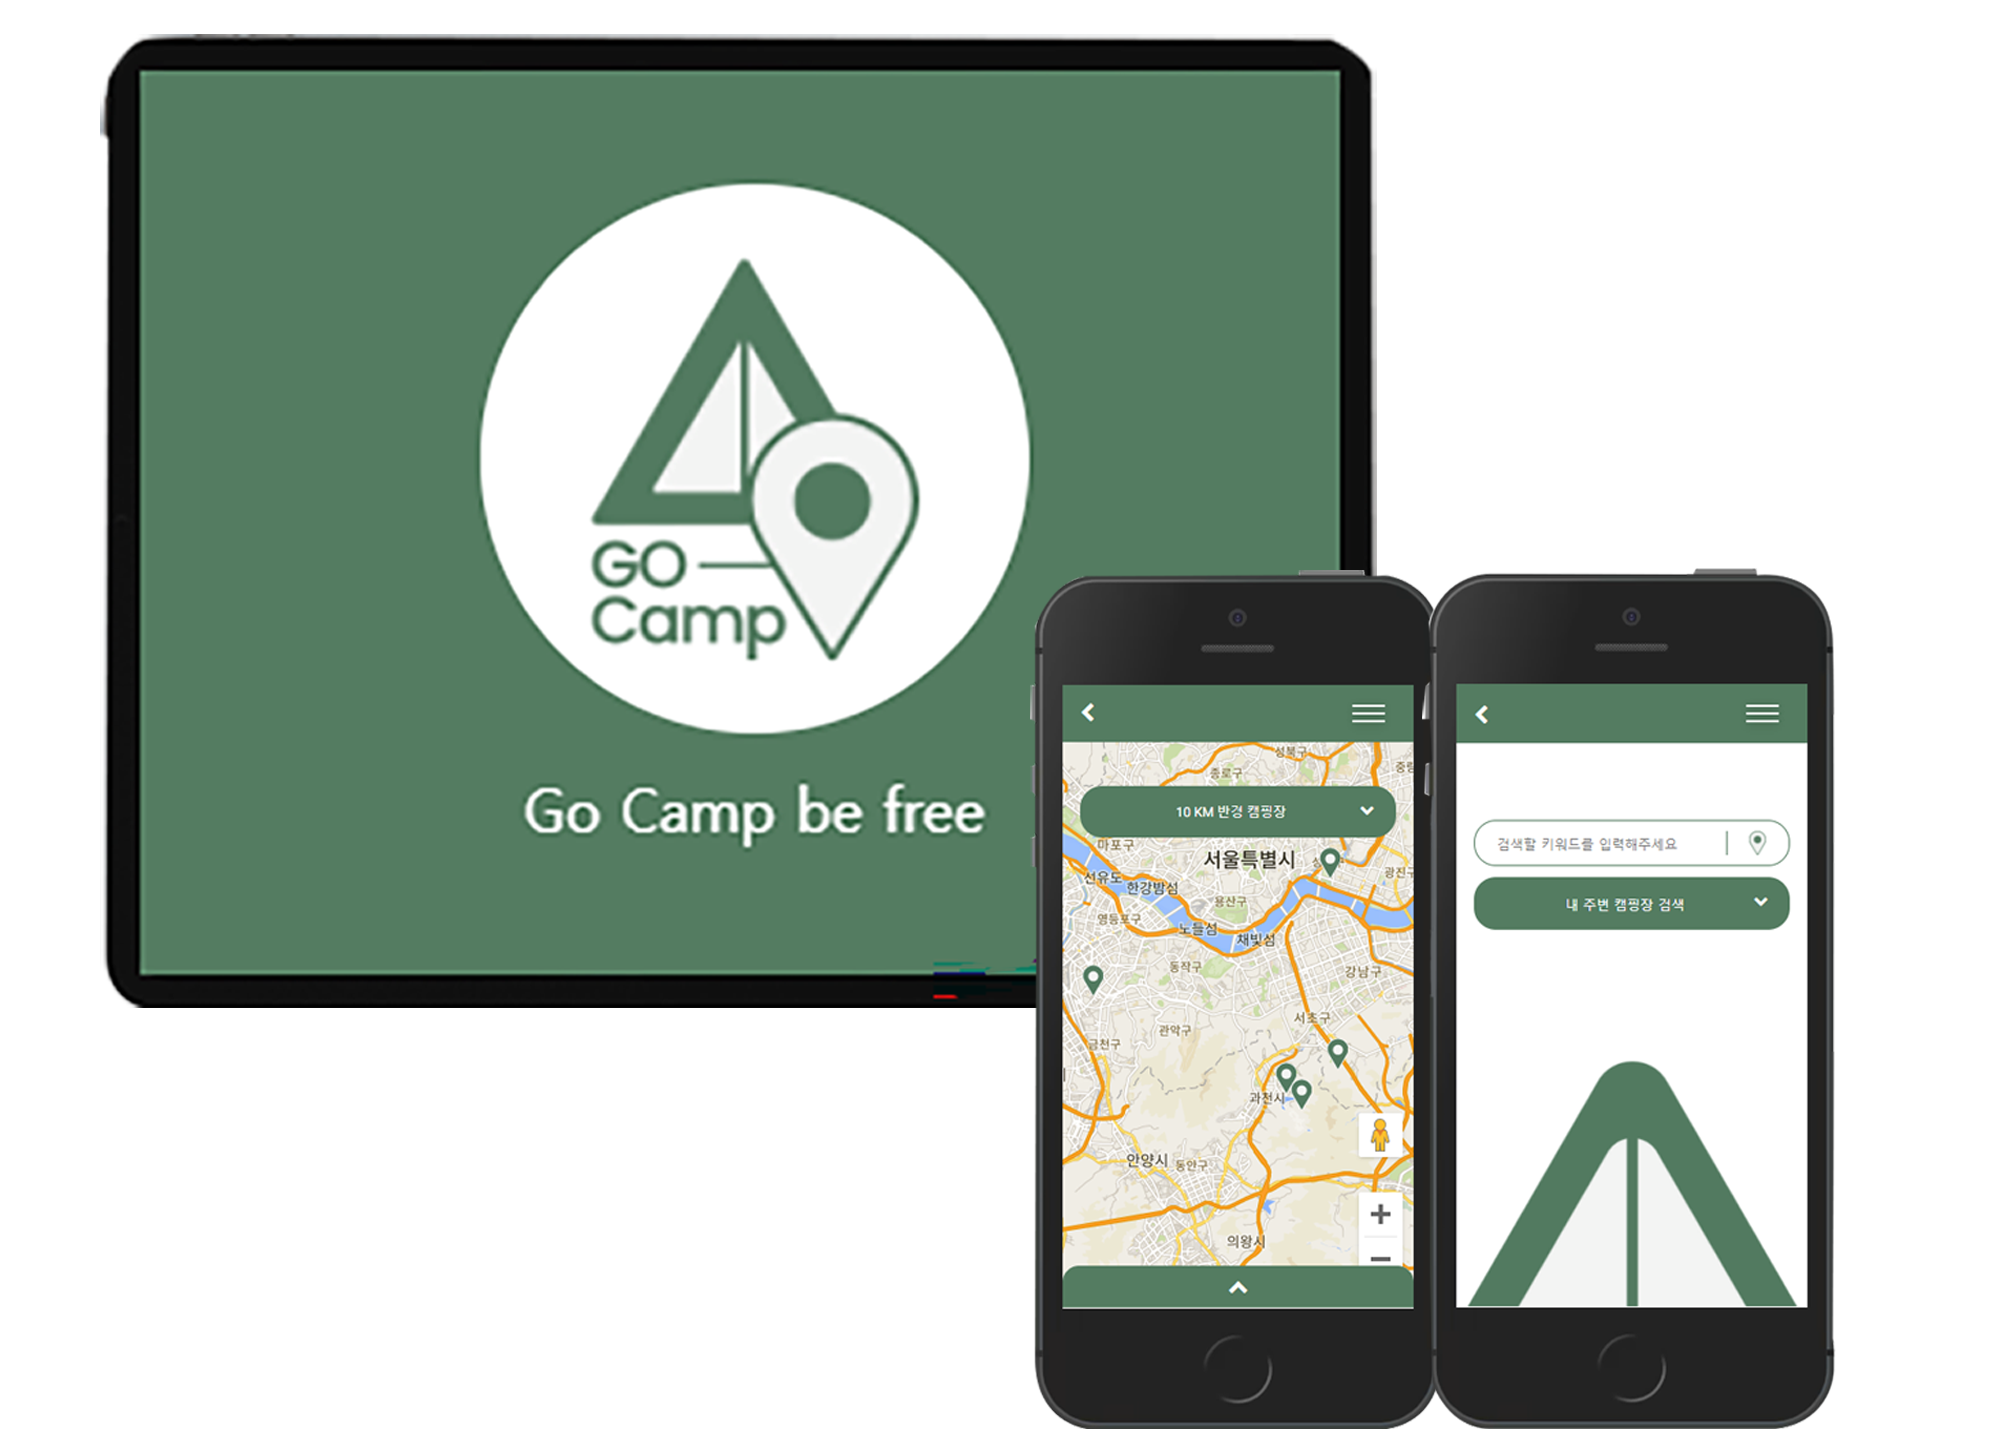 GO
Camp
Go Camp be free
성북구
종로구
중랑
10 KM 반경 캠핑장
마포구
서울특별시
성
광진구
선유도
한강밤섬
용산구
영등포구
노들섬
채빛섬
동작구
강남구
서초구
관악구
금천구
과천시
안양시
동안구
의왕시
검색할 키워드를 입력해주세요
내 주변 캠핑장 검색